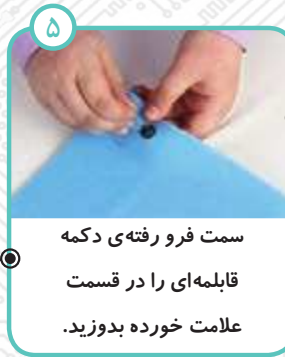 ۵
سمت فرو رفته‌ی دکمه
قابلمه‌ای را در قسمت
علامت خورده بدوزید.